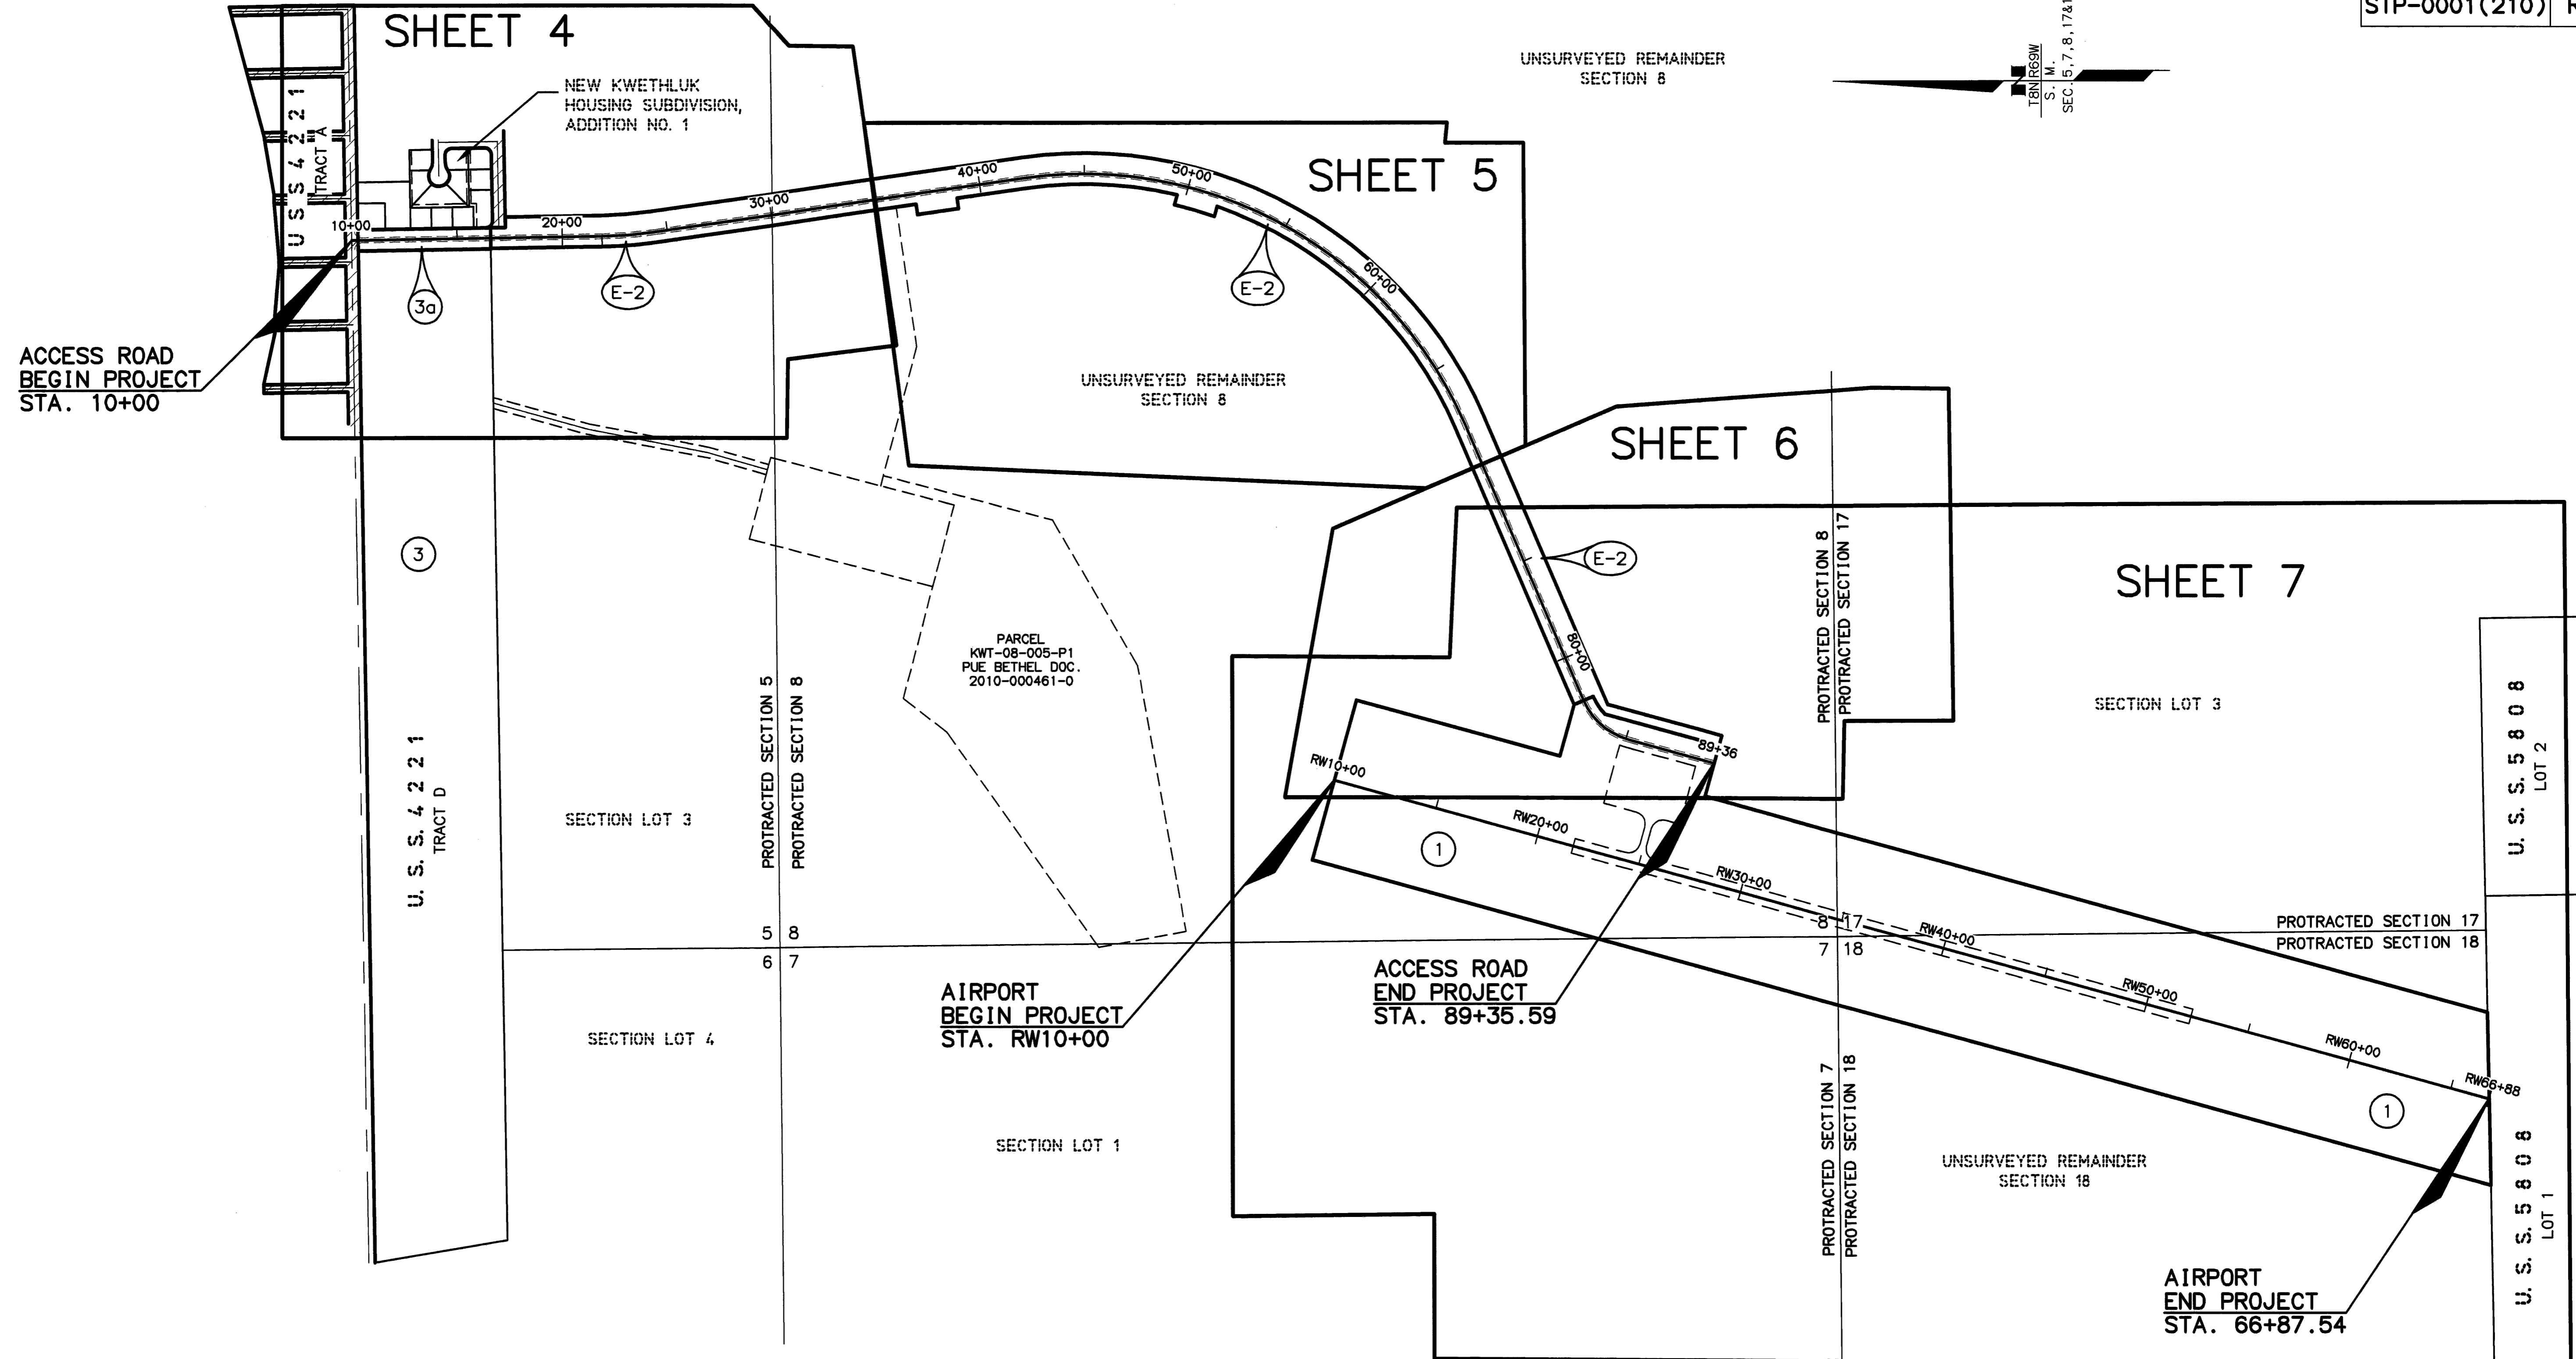 STP-0001(210)
SHEET 4
NEW KWETHLUK
HOUSING SUBDIVISION,
ADDITION NO. 1
U. S. S. 4 2 2 1
TRACT A
UNSURVEYED REMAINDER
SECTION 8
T8N R69W
S. M.
SHEET 5
10+00
20+00
30+00
40+00
50+00
60+00
80+00
89+36
3a
E-2
E-2
E-2
ACCESS ROAD
BEGIN PROJECT
STA. 10+00
UNSURVEYED REMAINDER
SECTION 8
SHEET 6
SHEET 7
3
PARCEL
KWT-08-005-P1
PUE BETHEL DOC.
2010-000461-0
PROTRACTED SECTION 5
PROTRACTED SECTION 8
PROTRACTED SECTION 8
PROTRACTED SECTION 17
SECTION LOT 3
U. S. S. 5 8 0 8
LOT 2
U. S. S. 4 2 2 1
TRACT D
SECTION LOT 3
RW10+00
RW20+00
RW30+00
RW40+00
RW50+00
RW60+00
RW66+88
1
1
5 8
6 7
8 17
7 18
PROTRACTED SECTION 17
PROTRACTED SECTION 18
AIRPORT
BEGIN PROJECT
STA. RW10+00
ACCESS ROAD
END PROJECT
STA. 89+35.59
SECTION LOT 4
SECTION LOT 1
PROTRACTED SECTION 7
PROTRACTED SECTION 18
UNSURVEYED REMAINDER
SECTION 18
U. S. S. 5 8 0 8
LOT 1
AIRPORT
END PROJECT
STA. 66+87.54